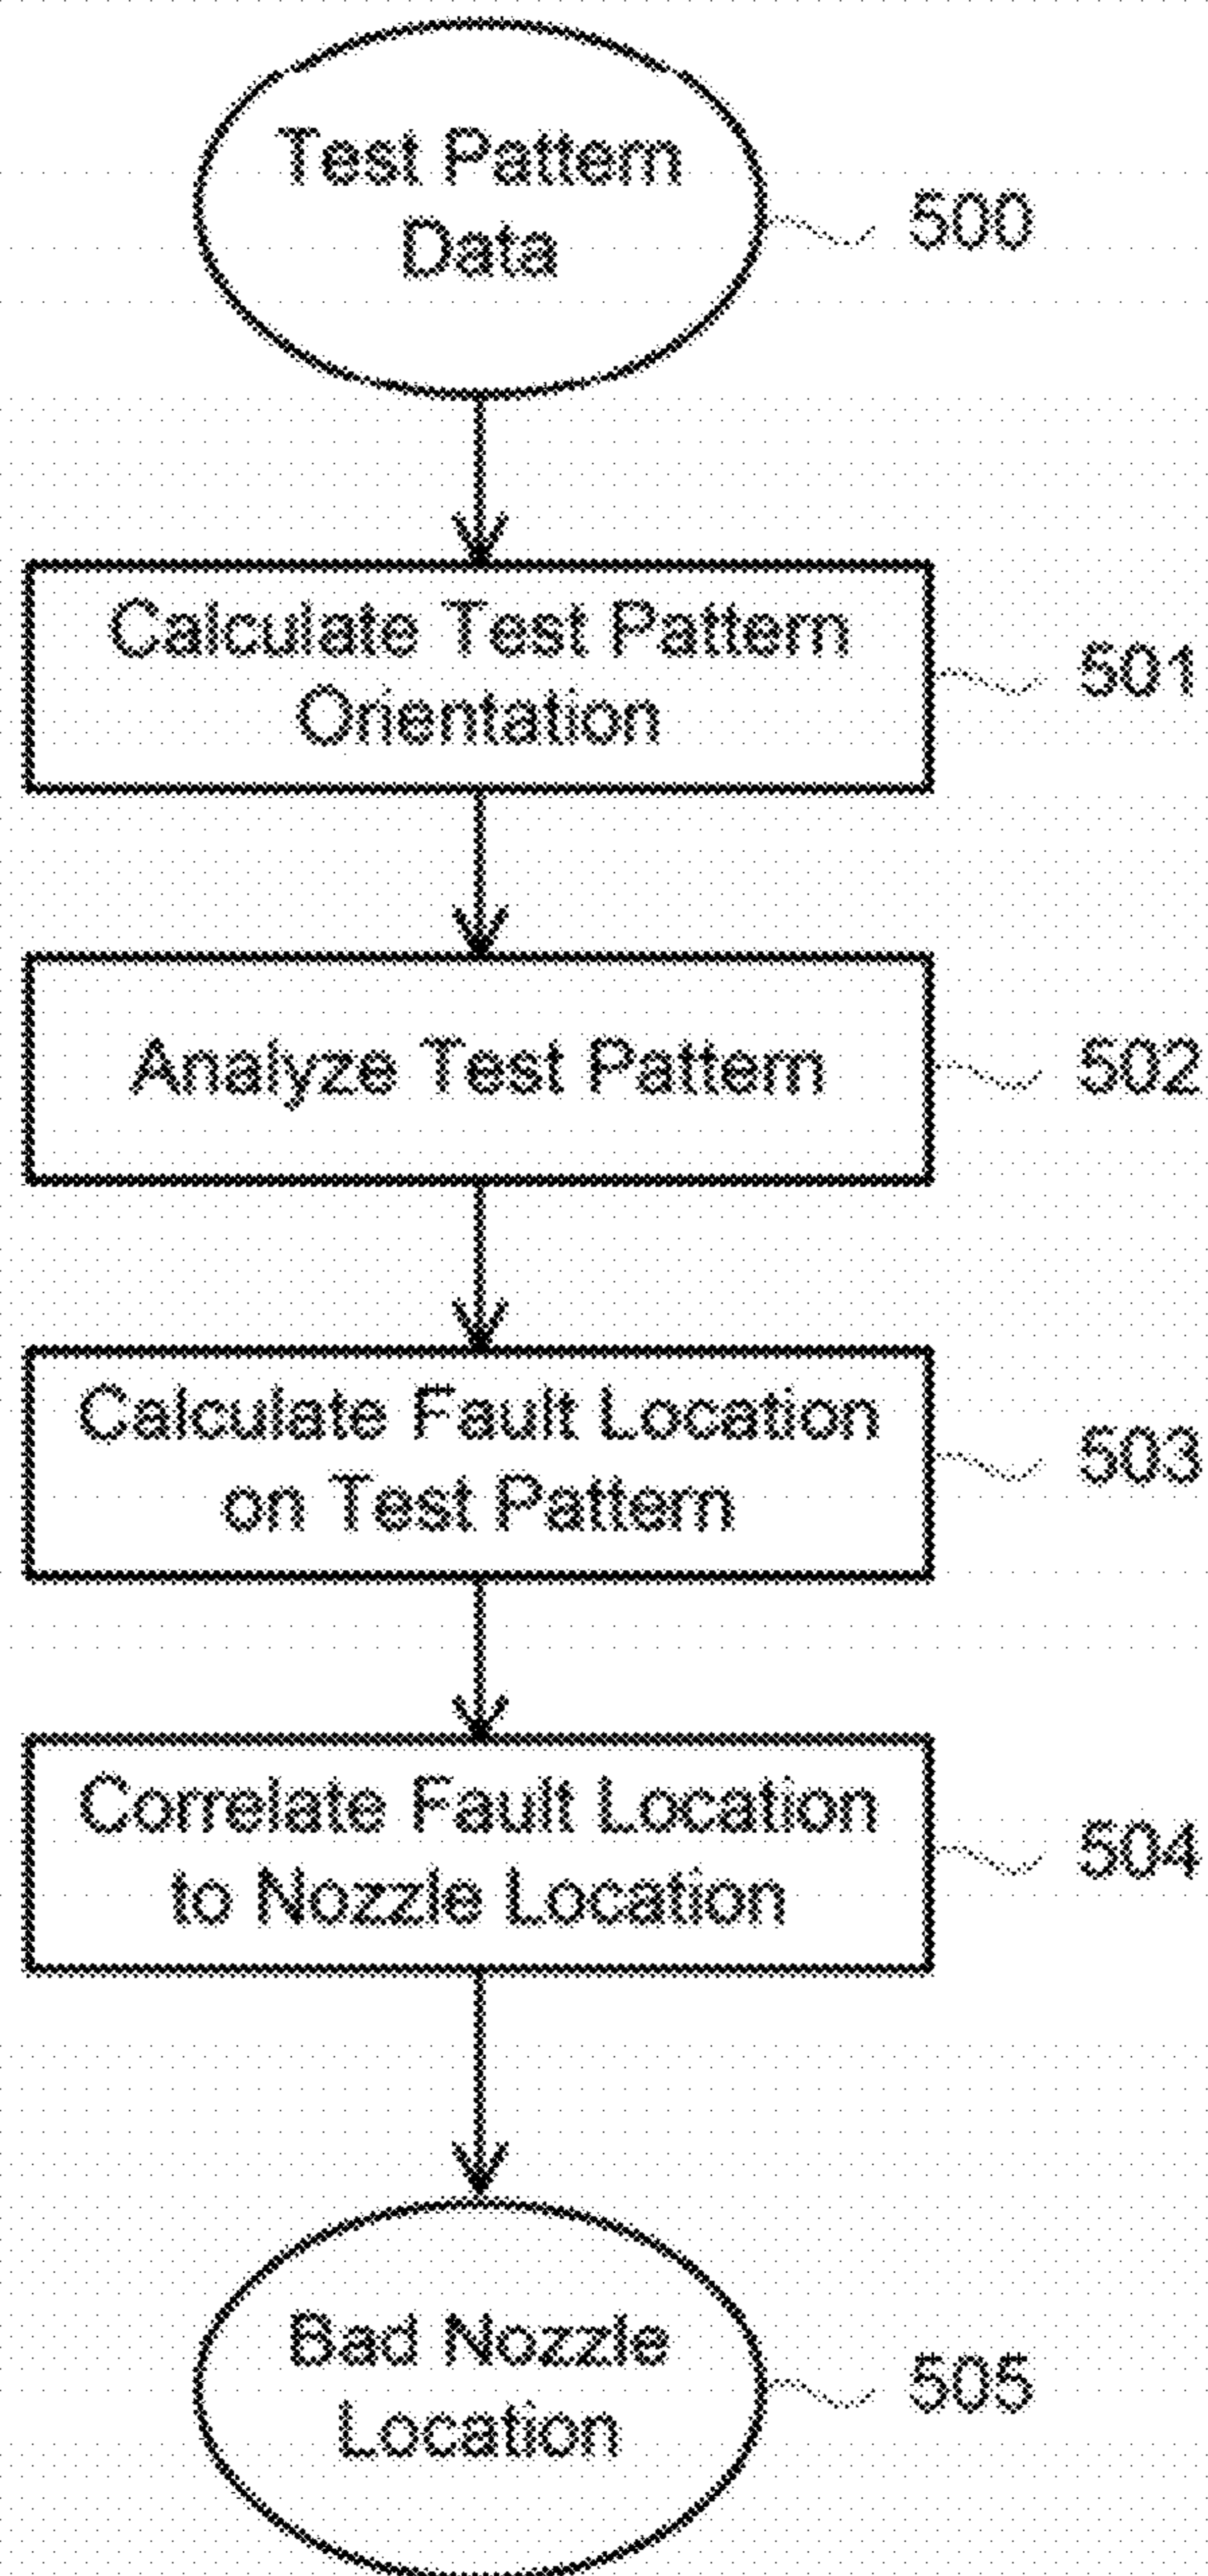 Test Pattern
Data
500
Calculate Test Pattern
Orientation
501
Analyze Test Pattern
502
Calculate Fault Location
on Test Pattern
503
Correlate Fault Location
to Nozzle Location
504
Bad Nozzle
Location
505